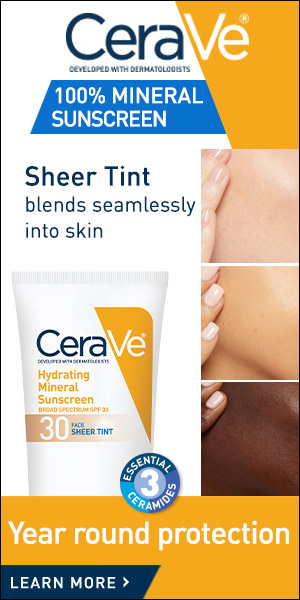 CeraVe®
DEVELOPED WITH DERMATOLOGISTS
100% MINERAL
SUNSCREEN
Sheer Tint
blends seamlessly
into skin
CeraVe®
DEVELOPED WITH DERMATOLOGISTS
Hydrating
Mineral
Sunscreen
BROAD SPECTRUM SPF 30
30 FACE
SHEER TINT
ESSENTIAL
3
CERAMIDES
Year round protection
LEARN MORE >